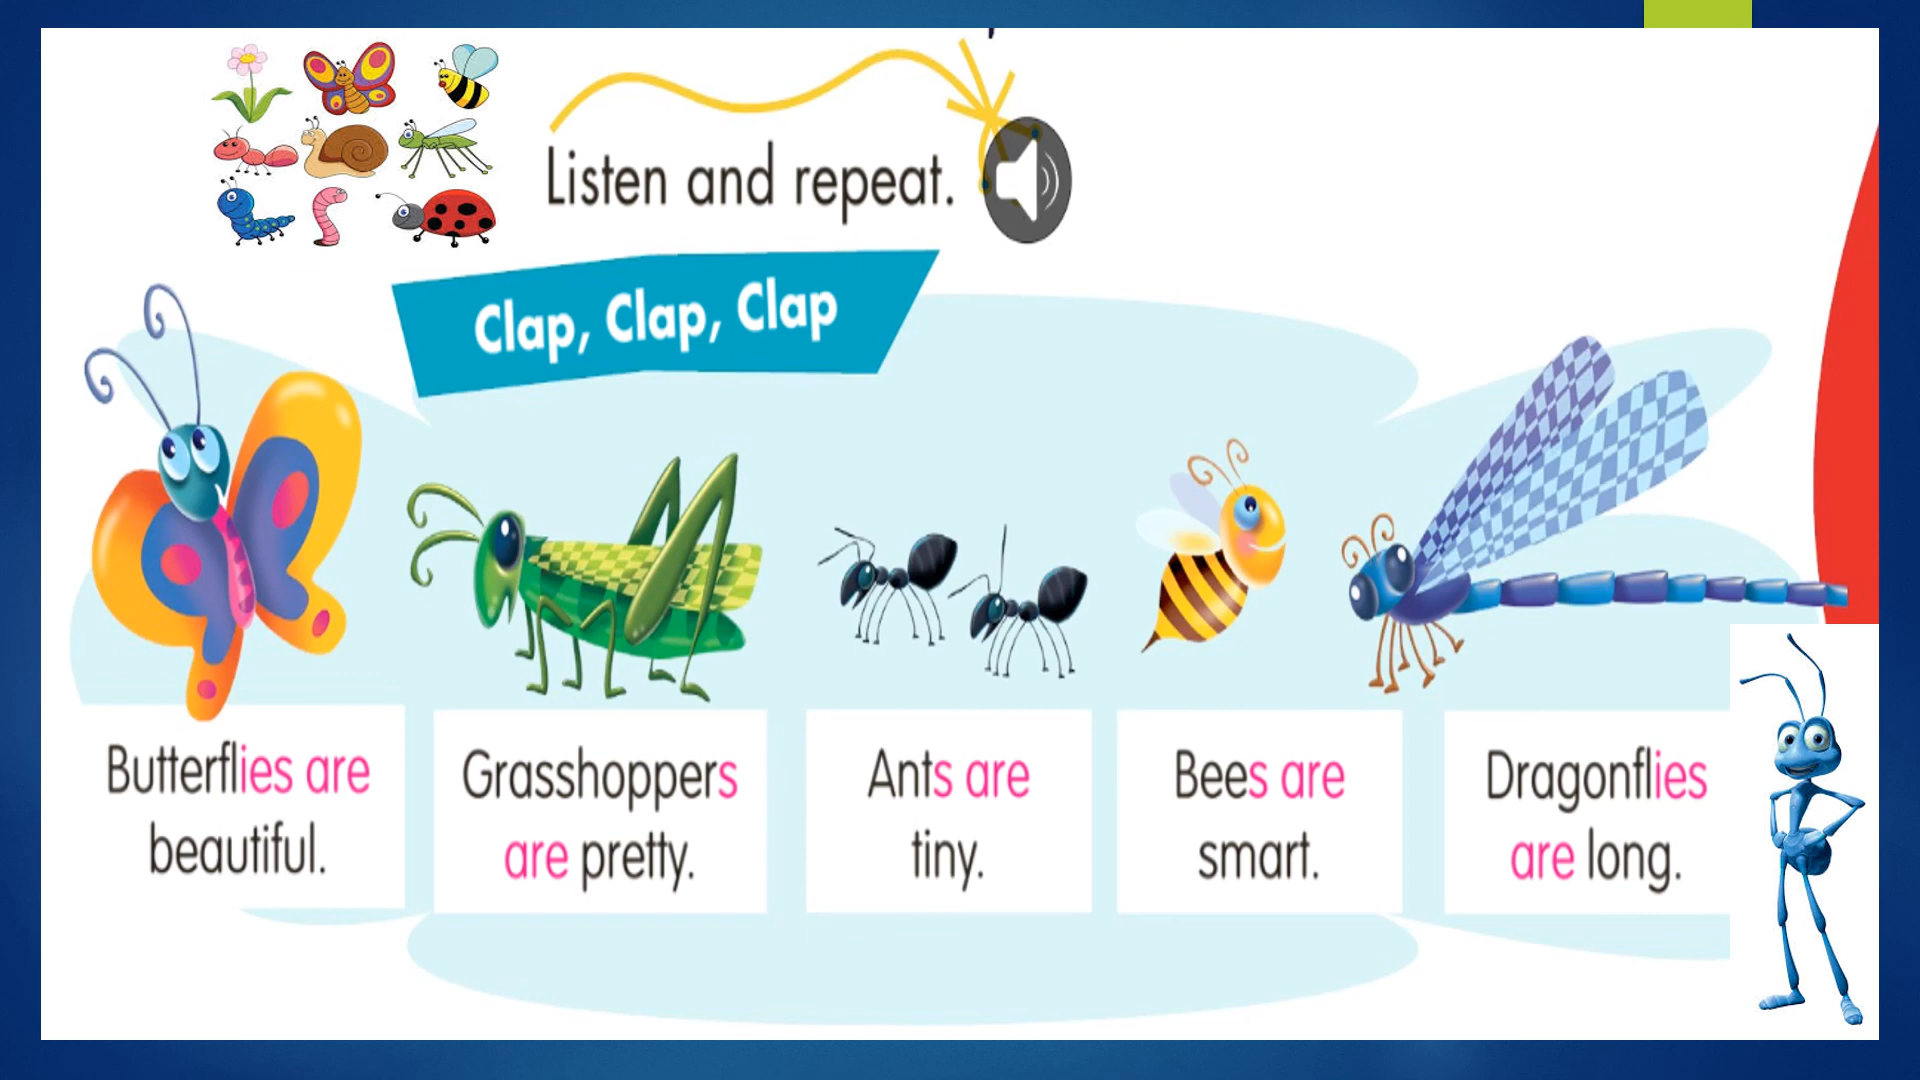 Listen and repeat.
Clap, Clap, Clap
Butterflies are
beautiful.
Grasshoppers
are pretty.
Ants are
tiny.
Bees are
smart.
Dragonflies
are long.